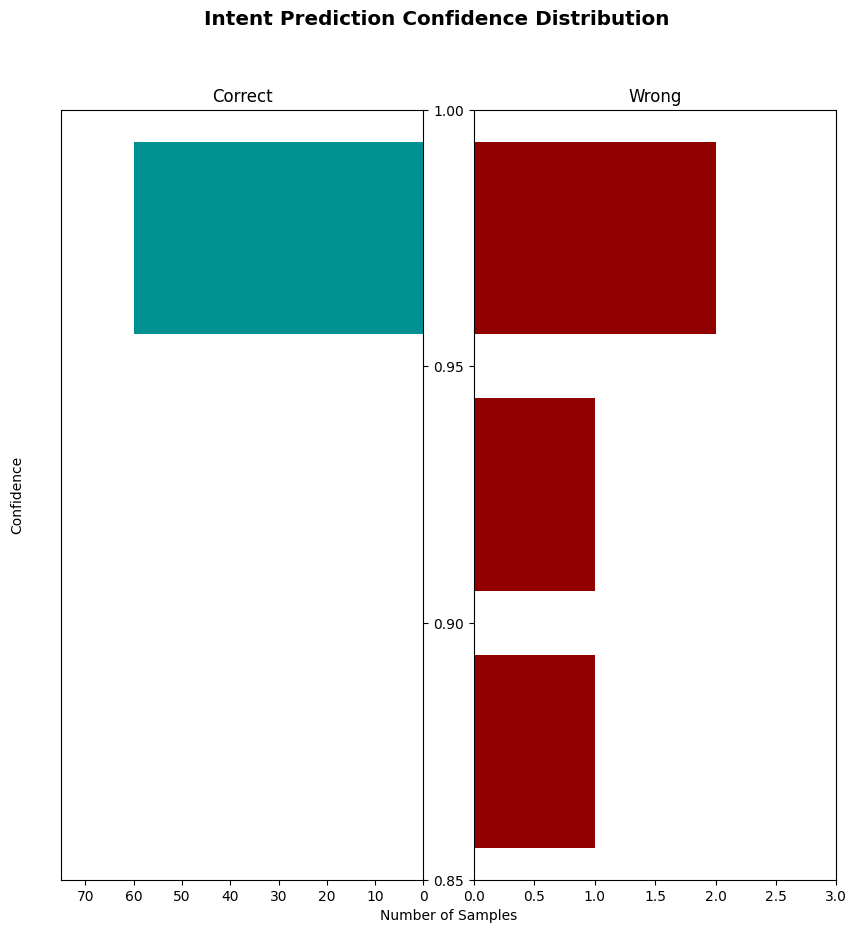 Intent Prediction Confidence Distribution
Correct
Wrong
1.00
0.95
0.90
0.85
Confidence
70 60 50 40 30 20 10 0
0.0 0.5 1.0 1.5 2.0 2.5 3.0
Number of Samples